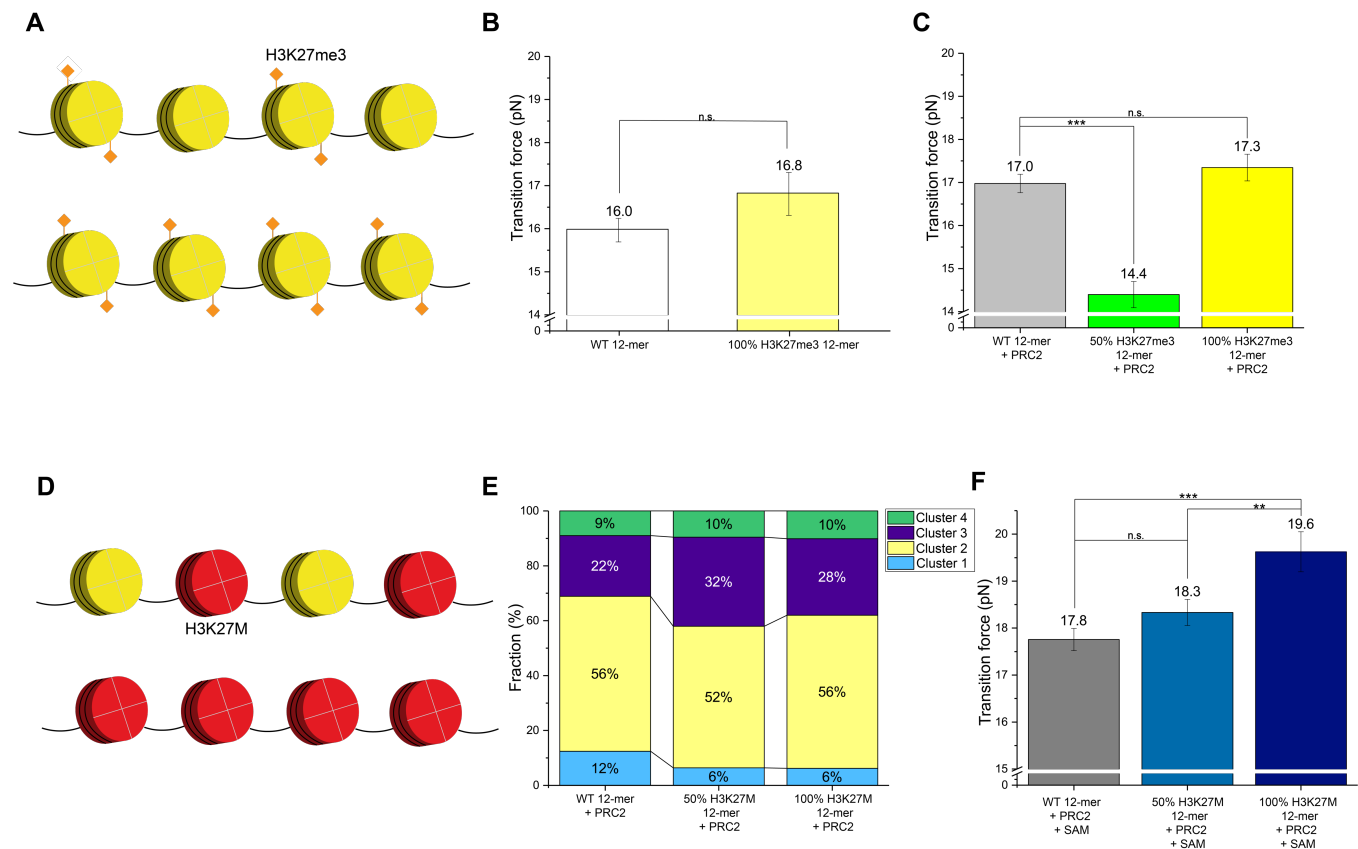 A
H3K27me3
B
Transition force (pN)
20
19
18
17
16
15
14
0
n.s.
16.0
16.8
WT 12-mer
100% H3K27me3 12-mer
C
Transition force (pN)
20
19
18
17
16
15
14
0
n.s.
***
17.0
14.4
17.3
WT 12-mer
+ PRC2
50% H3K27me3
12-mer
+ PRC2
100% H3K27me3
12-mer
+ PRC2
D
H3K27M
E
Fraction (%)
100
80
60
40
20
0
9%
22%
56%
12%
10%
32%
52%
6%
10%
28%
56%
6%
Cluster 4
Cluster 3
Cluster 2
Cluster 1
WT 12-mer
+ PRC2
50% H3K27M
12-mer
+ PRC2
100% H3K27M
12-mer
+ PRC2
F
Transition force (pN)
20
19
18
17
16
15
0
***
**
n.s.
17.8
18.3
19.6
WT 12-mer
+ PRC2
+ SAM
50% H3K27M
12-mer
+ PRC2
+ SAM
100% H3K27M
12-mer
+ PRC2
+ SAM